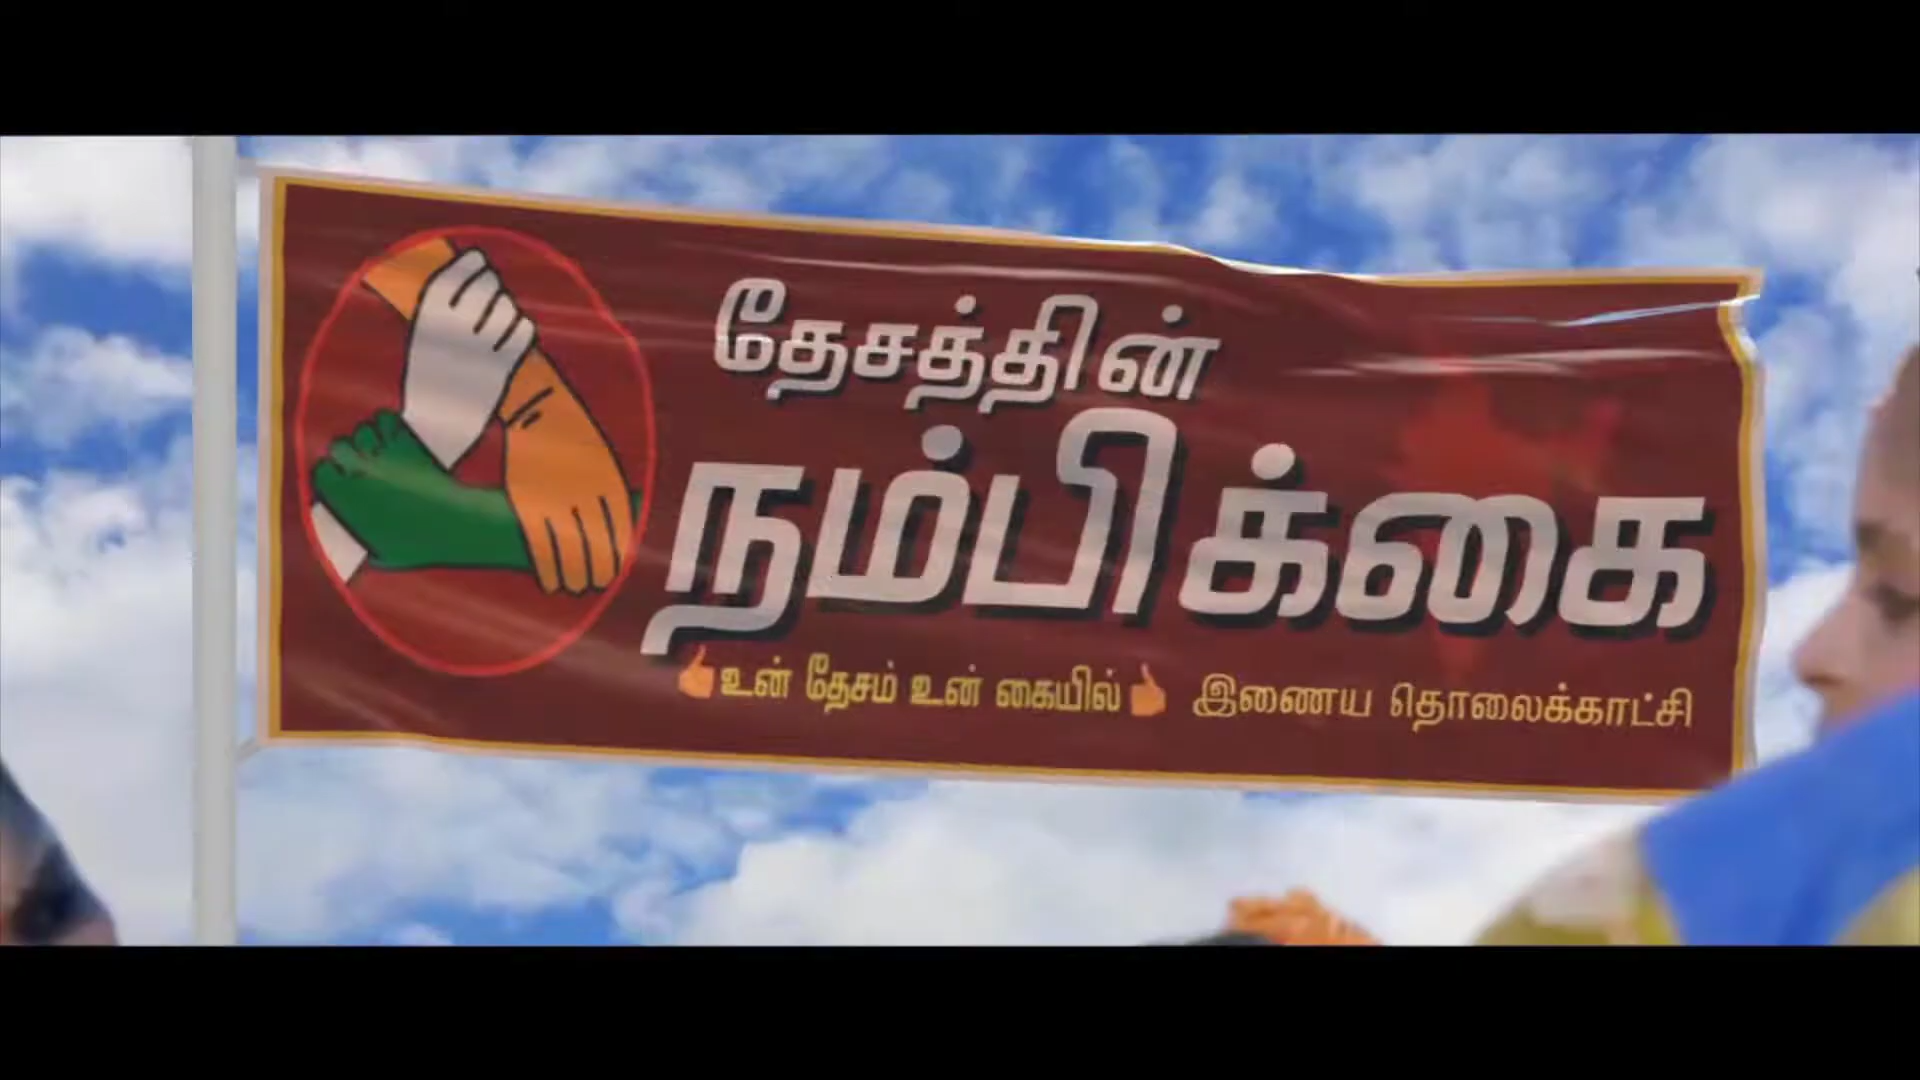 தேசத்தின்
நம்பிக்கை
உன் தேசம் உன் கையில் இணைய தொலைக்காட்சி